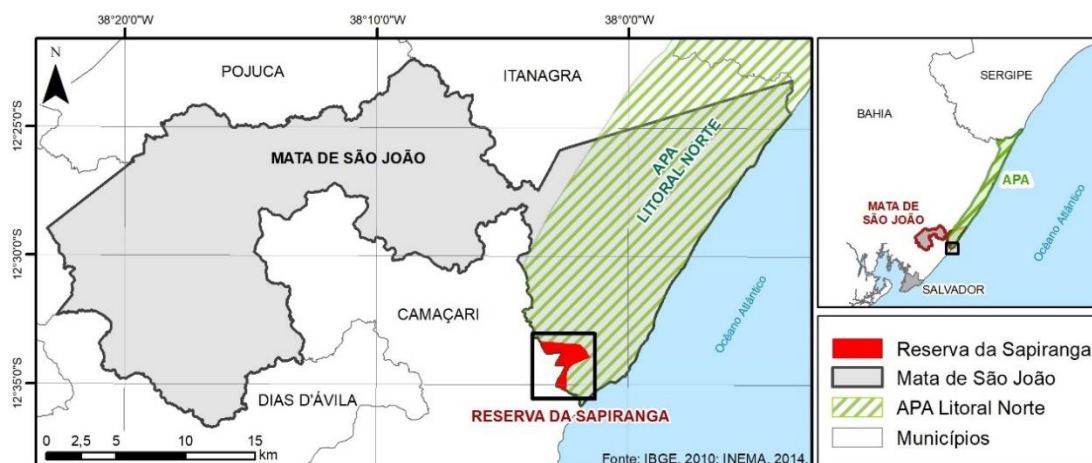 38°20'0"W
38°10'0"W
38°0'0"W
N
POJUCA
ITANAGRA
12°25'0"S
MATA DE SÃO JOÃO
APA
LITORAL NORTE
12°30'0"S
CAMAÇARI
Océano Atlântico
12°35'0"S
DIAS D'ÁVILA
RESERVA DA SAPIRANGA
0 2,5 5 10 15
km
Fonte: IBGE, 2010; INEMA, 2014.
SERGIPE
BAHIA
APA
MATA DE
SÃO JOÃO
Océano Atlântico
SALVADOR
Reserva da Sapiranga
Mata de São João
APA Litoral Norte
Municípios